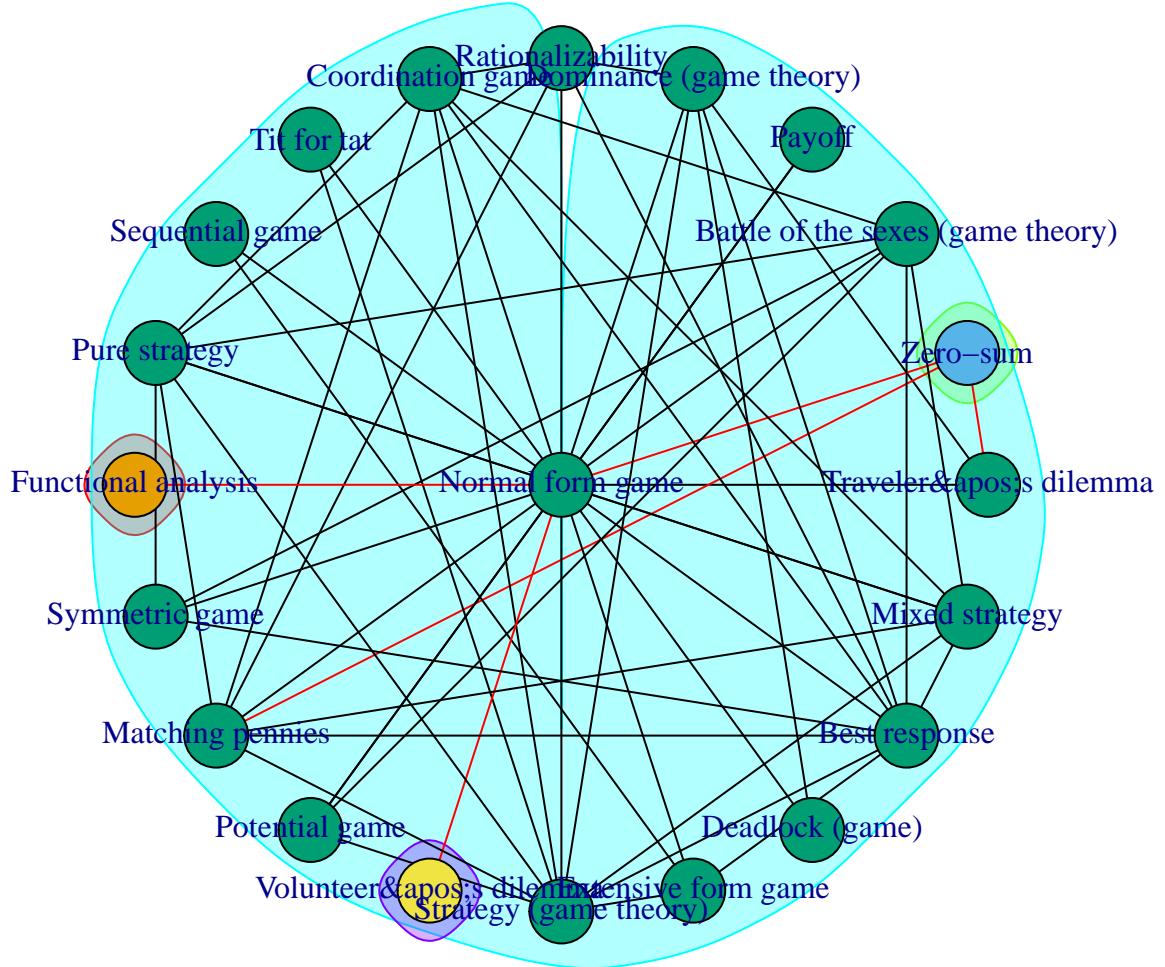 Rationalizability
Coordination game
Dominance (game theory)
Tit for tat
Payoff
Sequential game
Battle of the sexes (game theory)
Pure strategy
Zero−sum
Functional analysis
Normal form game
Traveler&apos;s dilemma
Symmetric game
Mixed strategy
Matching pennies
Best response
Potential game
Deadlock (game)
Volunteer&apos;s dilemma
Extensive form game
Strategy (game theory)